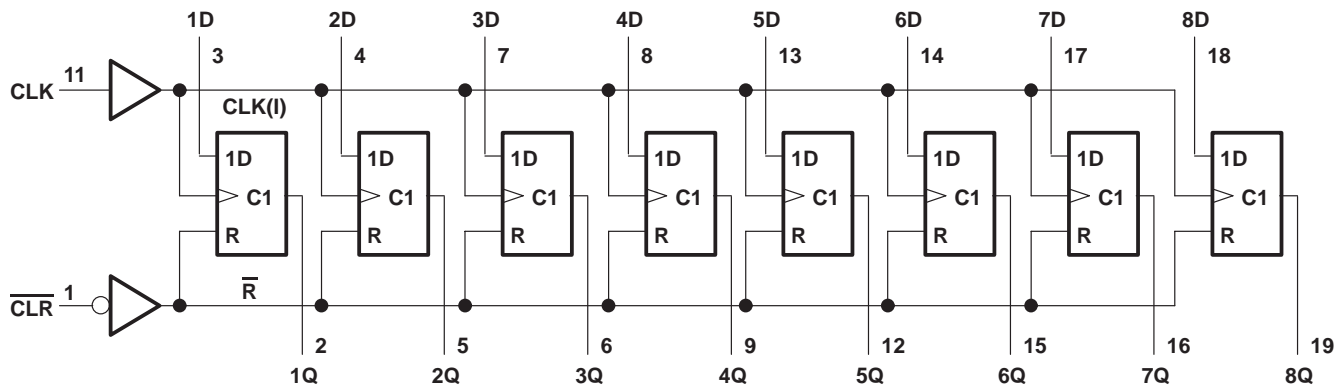 1D 2D 3D 4D 5D 6D 7D 8D
3 4 7 8 13 14 17 18
CLK 11
CLK(I)
1D 1D 1D 1D 1D 1D 1D 1D
C1 C1 C1 C1 C1 C1 C1 C1
R R R R R R R R
C̅L̅R̅ 1
R̅
2 5 6 9 12 15 16 19
1Q 2Q 3Q 4Q 5Q 6Q 7Q 8Q